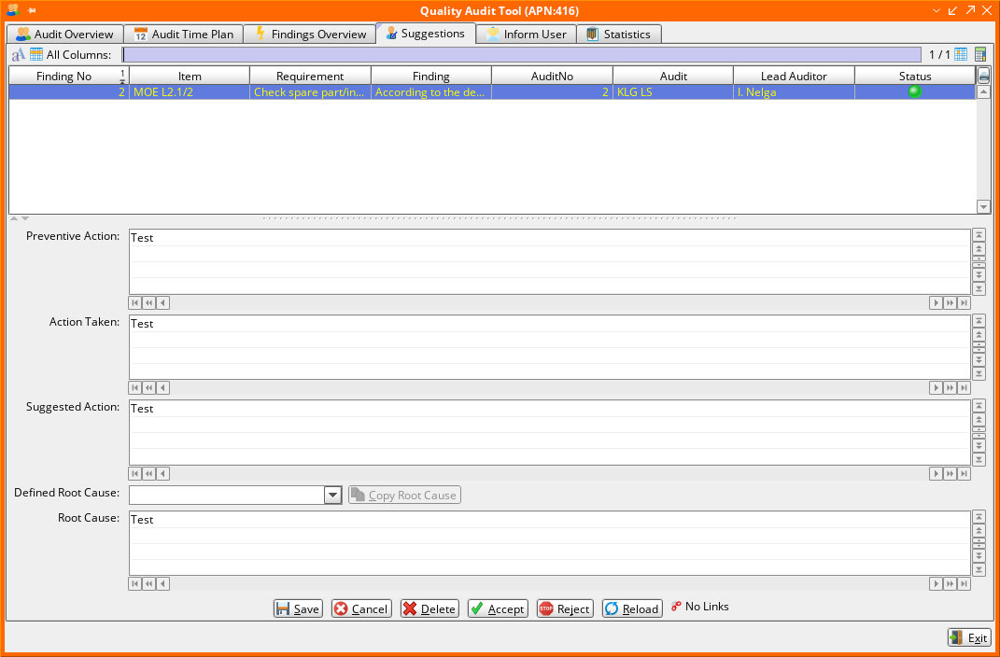 Quality Audit Tool (APN:416)
Audit Overview 12 Audit Time Plan Findings Overview Suggestions Inform User Statistics
All Columns: 1 / 1
Finding No 1 Item Requirement Finding AuditNo Audit Lead Auditor Status
2 MOE L2.1/2 Check spare part/in... According to the de... 2 KLG LS I. Nelga
Preventive Action: Test
Action Taken: Test
Suggested Action: Test
Defined Root Cause: Copy Root Cause
Root Cause: Test
Save Cancel Delete Accept STOP Reject Reload No Links
Exit